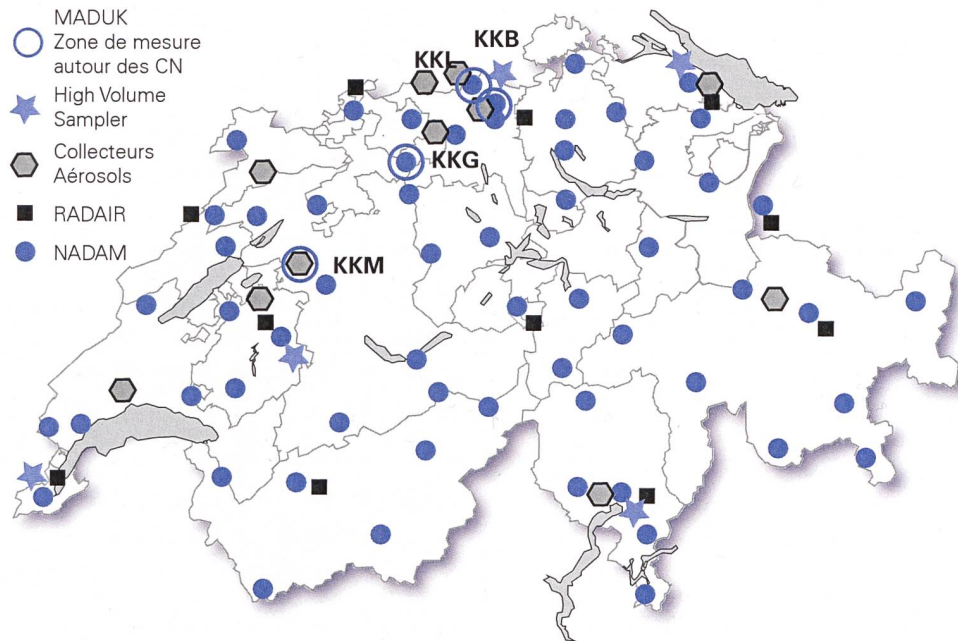 MADUK
Zone de mesure
autour des CN
High Volume
Sampler
Collecteurs
Aérosols
RADAIR
NADAM
KKB
KKL
KKG
KKM